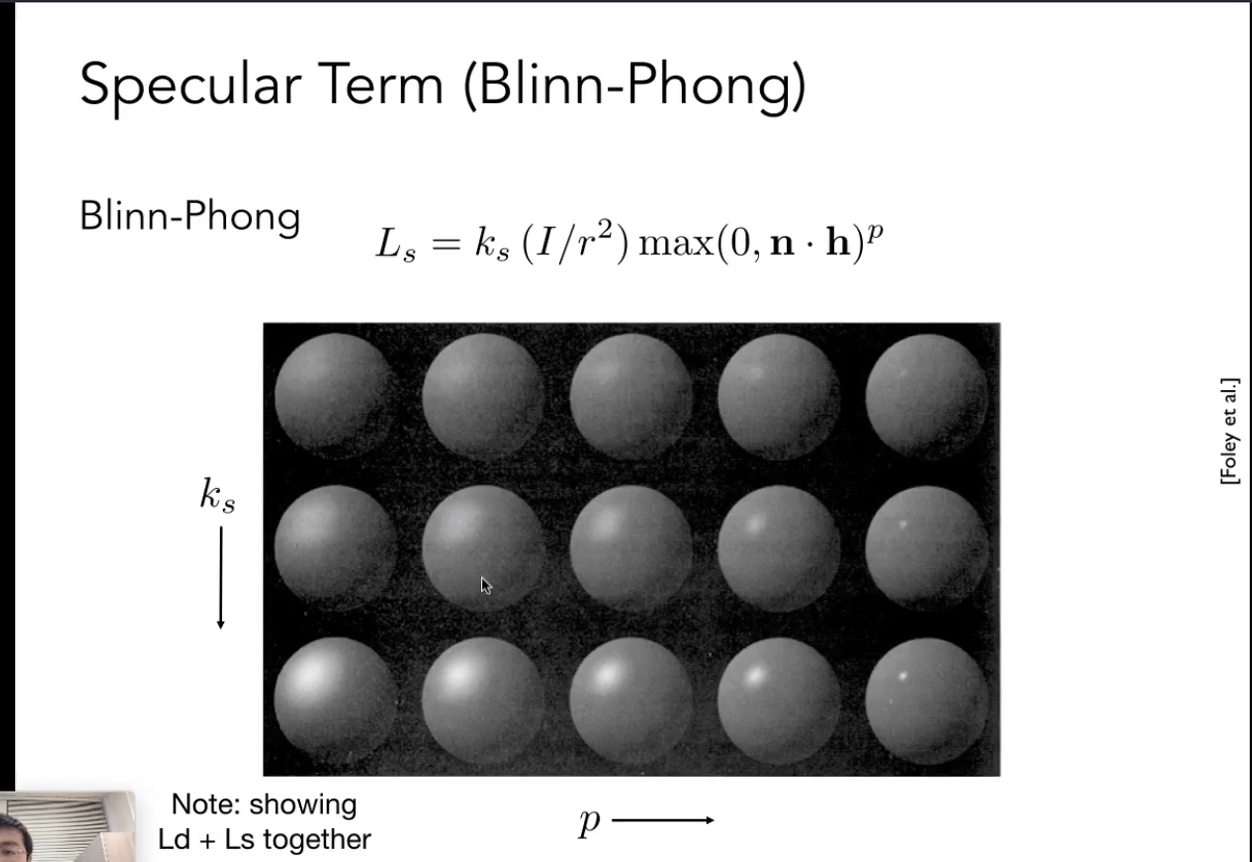 Specular Term (Blinn-Phong)
Blinn-Phong
L_s = k_s (I/r^2) max(0, n · h)^p
[Foley et al.]
k_s
Note: showing
Ld + Ls together
p